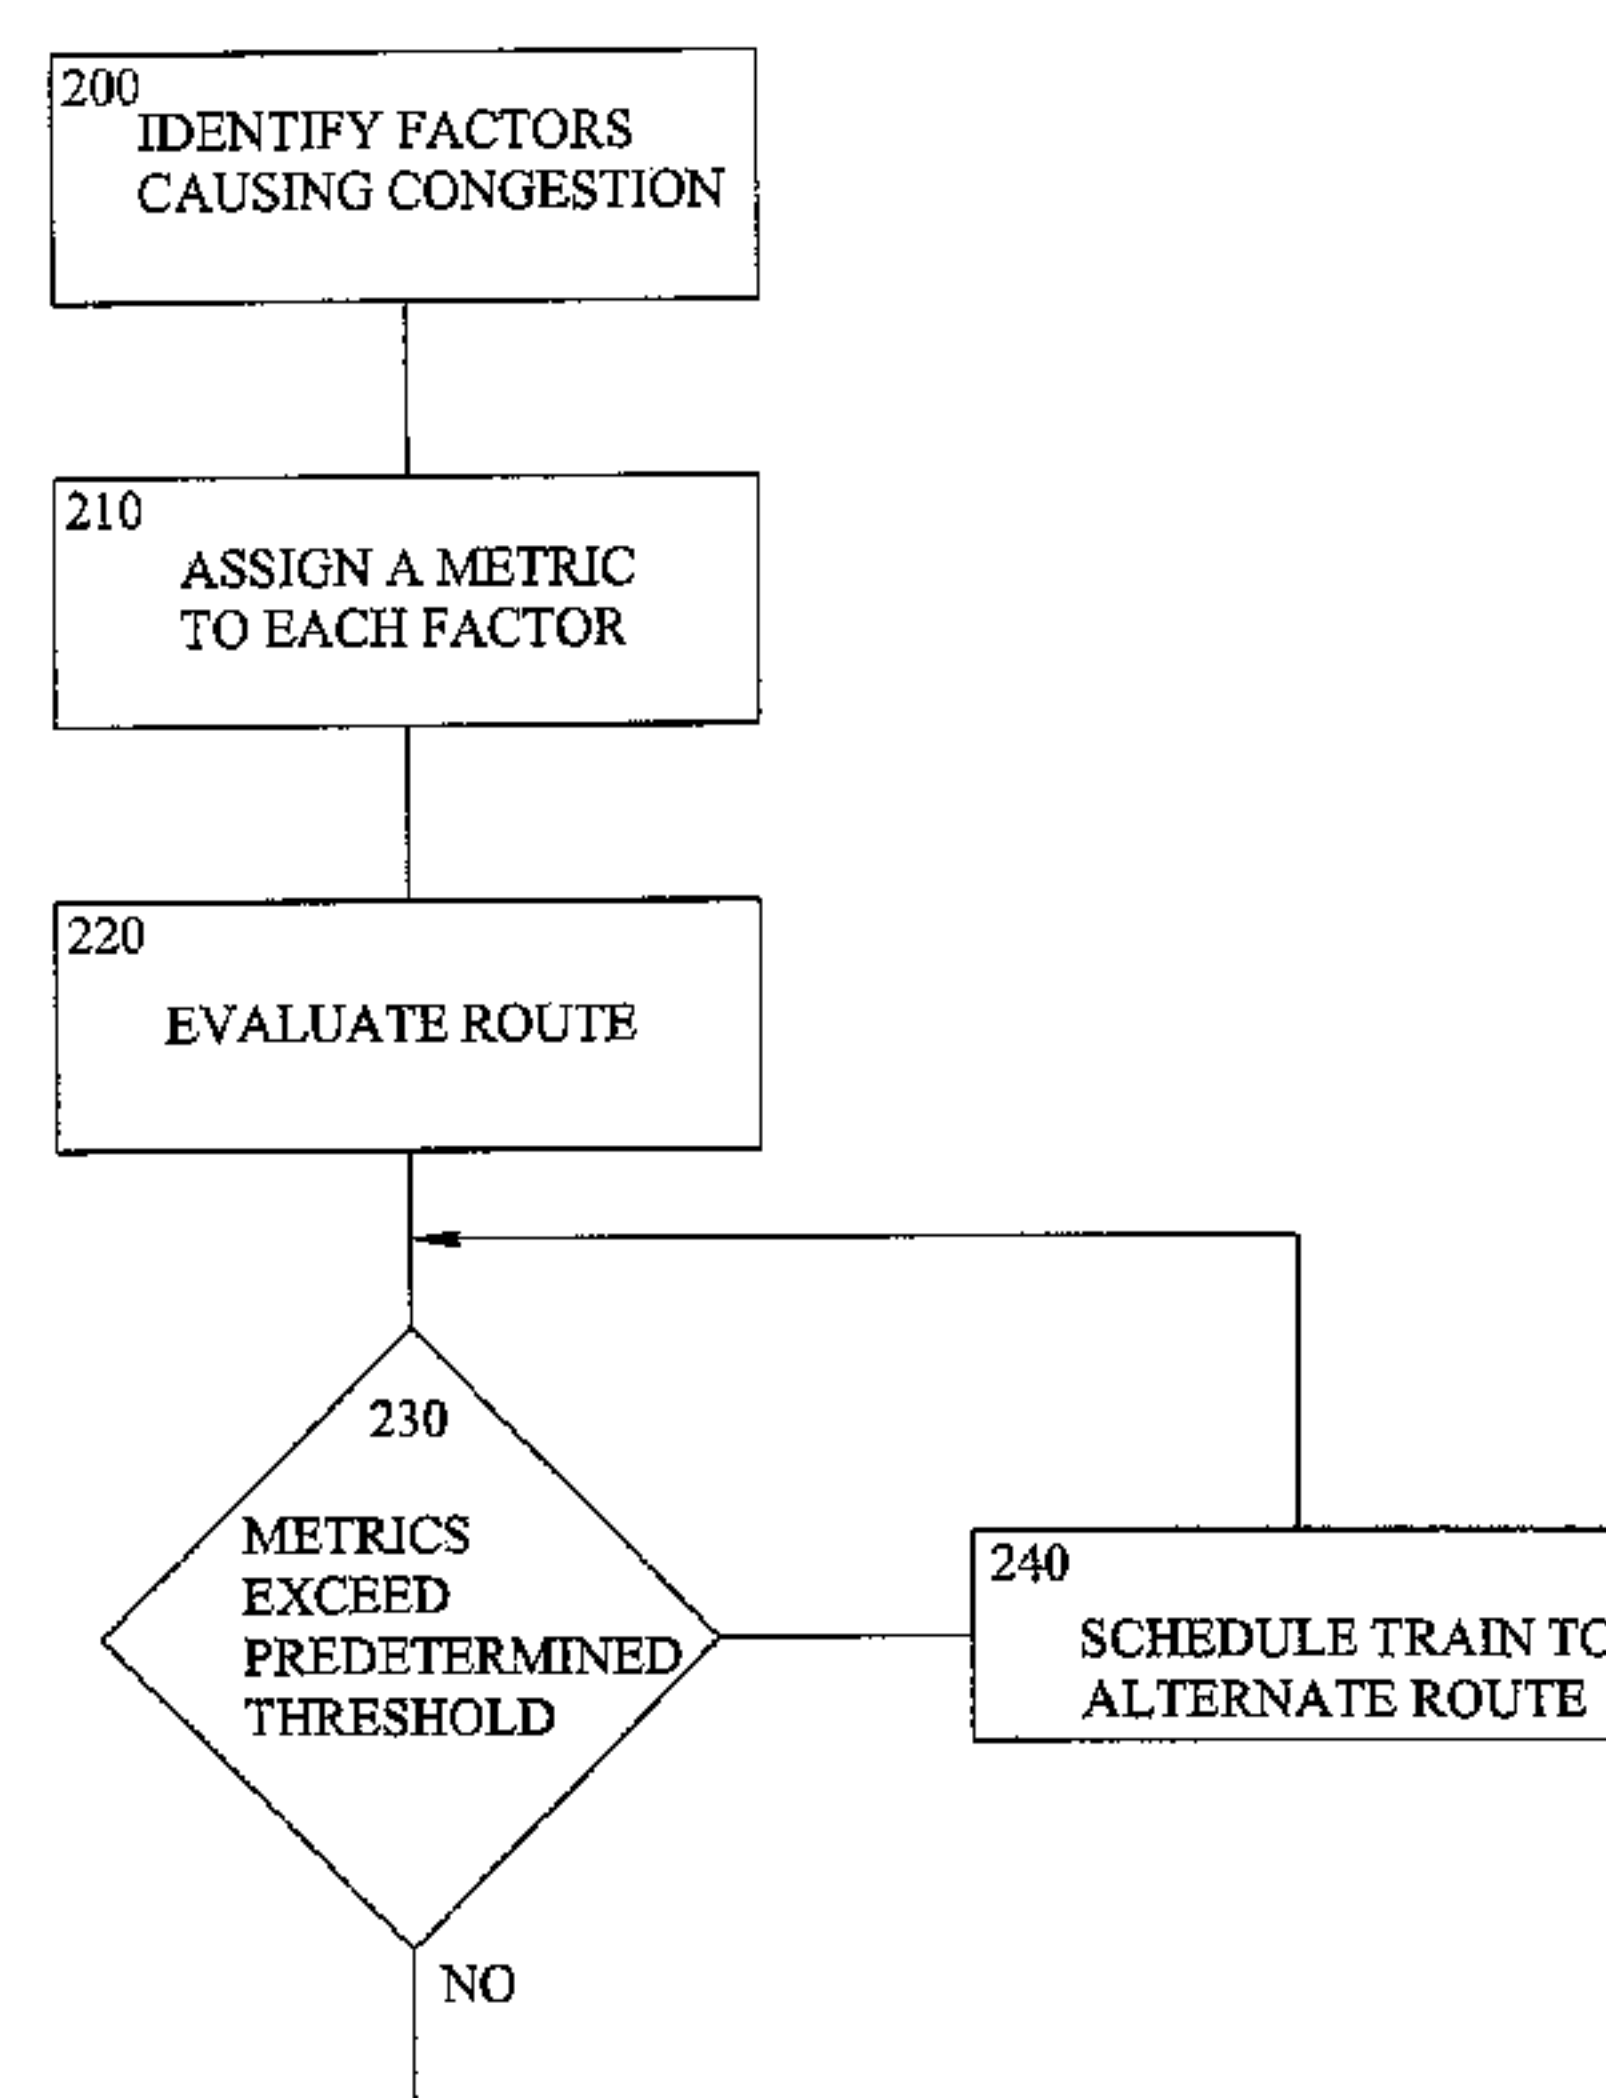 200
IDENTIFY FACTORS
CAUSING CONGESTION
210
ASSIGN A METRIC
TO EACH FACTOR
220
EVALUATE ROUTE
230
METRICS
EXCEED
PREDETERMINED
THRESHOLD
240
SCHEDULE TRAIN TO
ALTERNATE ROUTE
NO